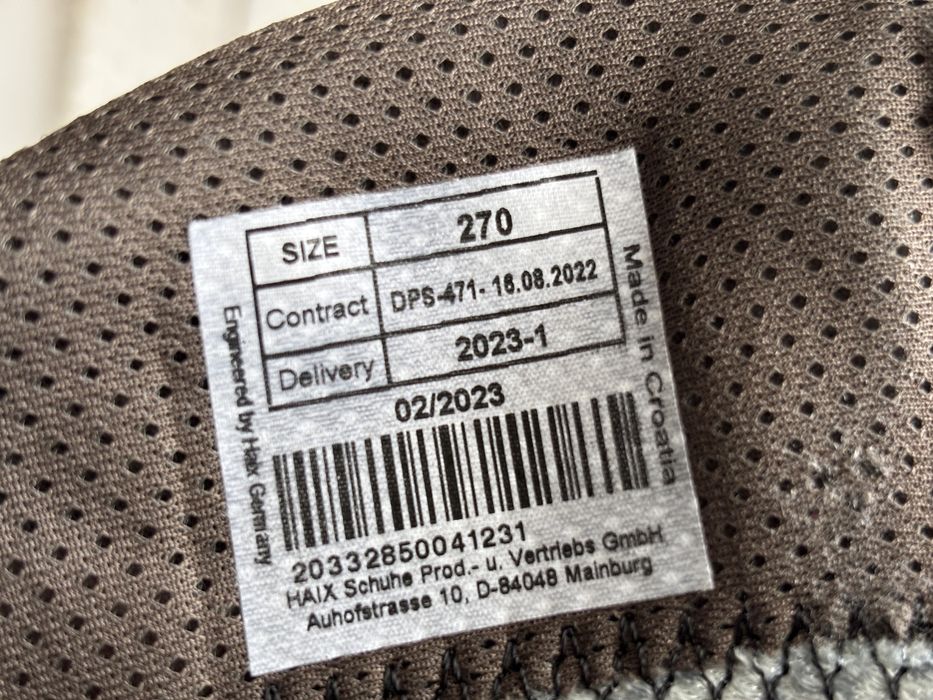 SIZE 270
Contract DPS-471- 16.08.2022
Delivery 2023-1
02/2023
20332850041231
HAIX Schuhe Prod.- u. Vertriebs GmbH
Auhofstrasse 10, D-84048 Mainburg
Engineered by Haix Germany
Made in Croatia